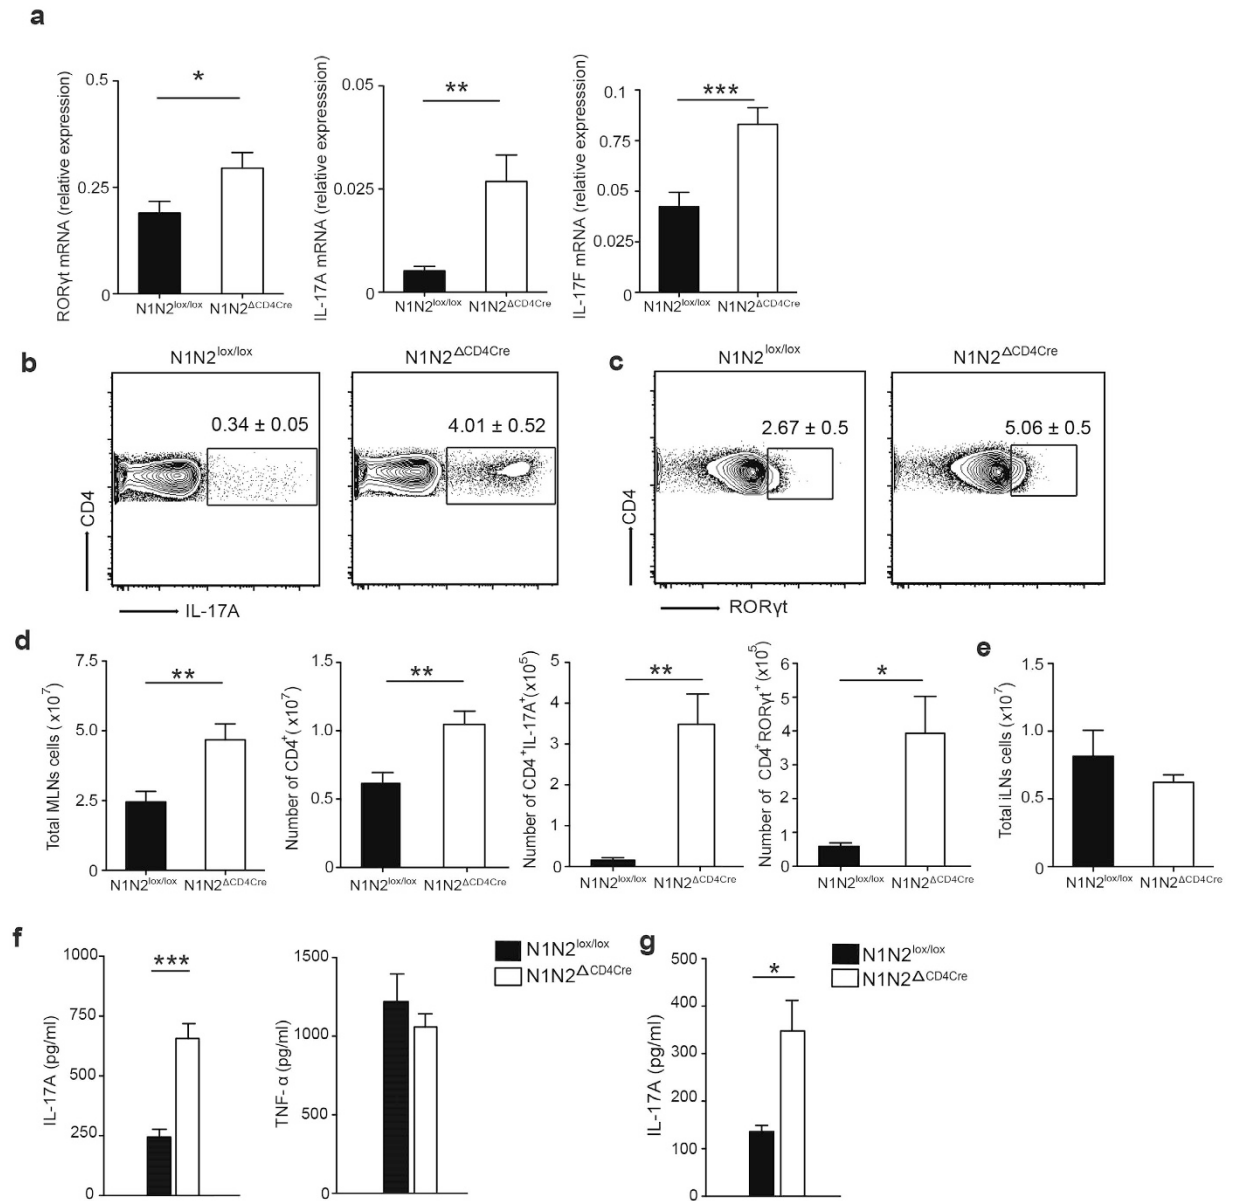 a
RORγt mRNA (relative expression)
0.5
0.25
0
*
N1N2lox/lox
N1N2ΔCD4Cre
IL-17A mRNA (relative expresssion)
0.05
0.025
0
**
N1N2lox/lox
N1N2ΔCD4Cre
IL-17F mRNA (relative expresssion)
0.1
0.75
0.05
0.025
0
***
N1N2lox/lox
N1N2ΔCD4Cre
b
N1N2lox/lox
N1N2ΔCD4Cre
0.34 ± 0.05
4.01 ± 0.52
CD4
IL-17A
c
N1N2lox/lox
N1N2ΔCD4Cre
2.67 ± 0.5
5.06 ± 0.5
CD4
RORγt
d
Total MLNs cells (x10⁷)
7.5
5.0
2.5
0
**
N1N2lox/lox
N1N2ΔCD4Cre
Number of CD4⁺(x10⁷)
1.5
1.0
0.5
0
**
N1N2lox/lox
N1N2ΔCD4Cre
Number of CD4⁺IL-17A⁺(x10⁵)
5
4
3
2
1
0
**
N1N2lox/lox
N1N2ΔCD4Cre
Number of CD4⁺RORγt⁺(x10⁵)
6
5
4
3
2
1
0
*
N1N2lox/lox
N1N2ΔCD4Cre
e
Total iLNs cells (x10⁷)
1.5
1.0
0.5
0
N1N2lox/lox
N1N2ΔCD4Cre
f
IL-17A (pg/ml)
1000
750
500
250
0
***
TNF- α (pg/ml)
1500
1000
500
0
N1N2lox/lox
N1N2ΔCD4Cre
g
IL-17A (pg/ml)
500
400
300
200
100
0
*
N1N2lox/lox
N1N2ΔCD4Cre